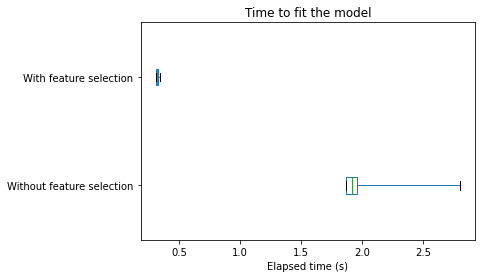 Time to fit the model
With feature selection
Without feature selection
0.5 1.0 1.5 2.0 2.5
Elapsed time (s)